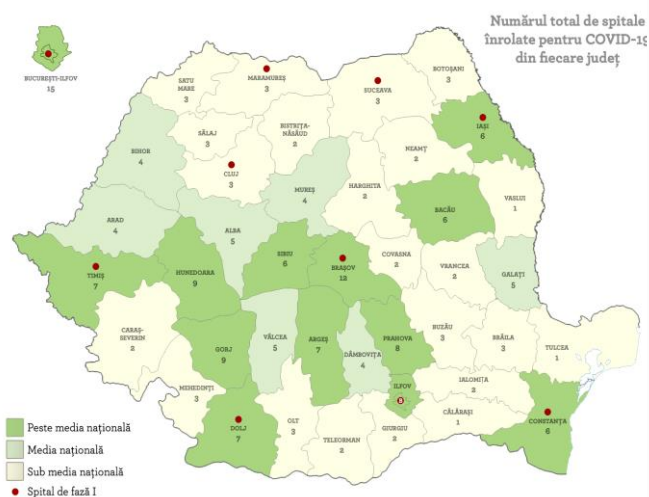 Numărul total de spitale
înrolate pentru COVID-19
din fiecare județ
BUCUREȘTI-ILFOV
15
SATU
MARE
3
MARAMUREȘ
3
SUCEAVA
3
BOTOȘANI
3
IAȘI
6
SĂLAJ
3
BISTRIȚA-
NĂSĂUD
2
NEAMȚ
2
BIHOR
4
CLUJ
3
MUREȘ
4
HARGHITA
2
BACĂU
6
VASLUI
1
ARAD
4
ALBA
5
SIBIU
6
BRAȘOV
12
COVASNA
2
VRANCEA
2
GALAȚI
5
TIMIȘ
7
HUNEDOARA
9
CARAȘ-
SEVERIN
2
GORJ
9
VÂLCEA
5
ARGEȘ
7
DÂMBOVIȚA
4
PRAHOVA
8
BUZĂU
3
BRĂILA
3
TULCEA
1
MEHEDINȚI
3
DOLJ
7
OLT
3
TELEORMAN
2
GIURGIU
ILFOV
IALOMIȚA
2
CĂLĂRAȘI
1
CONSTANȚA
6
Peste media națională
Media națională
Sub media națională
Spital de fază I